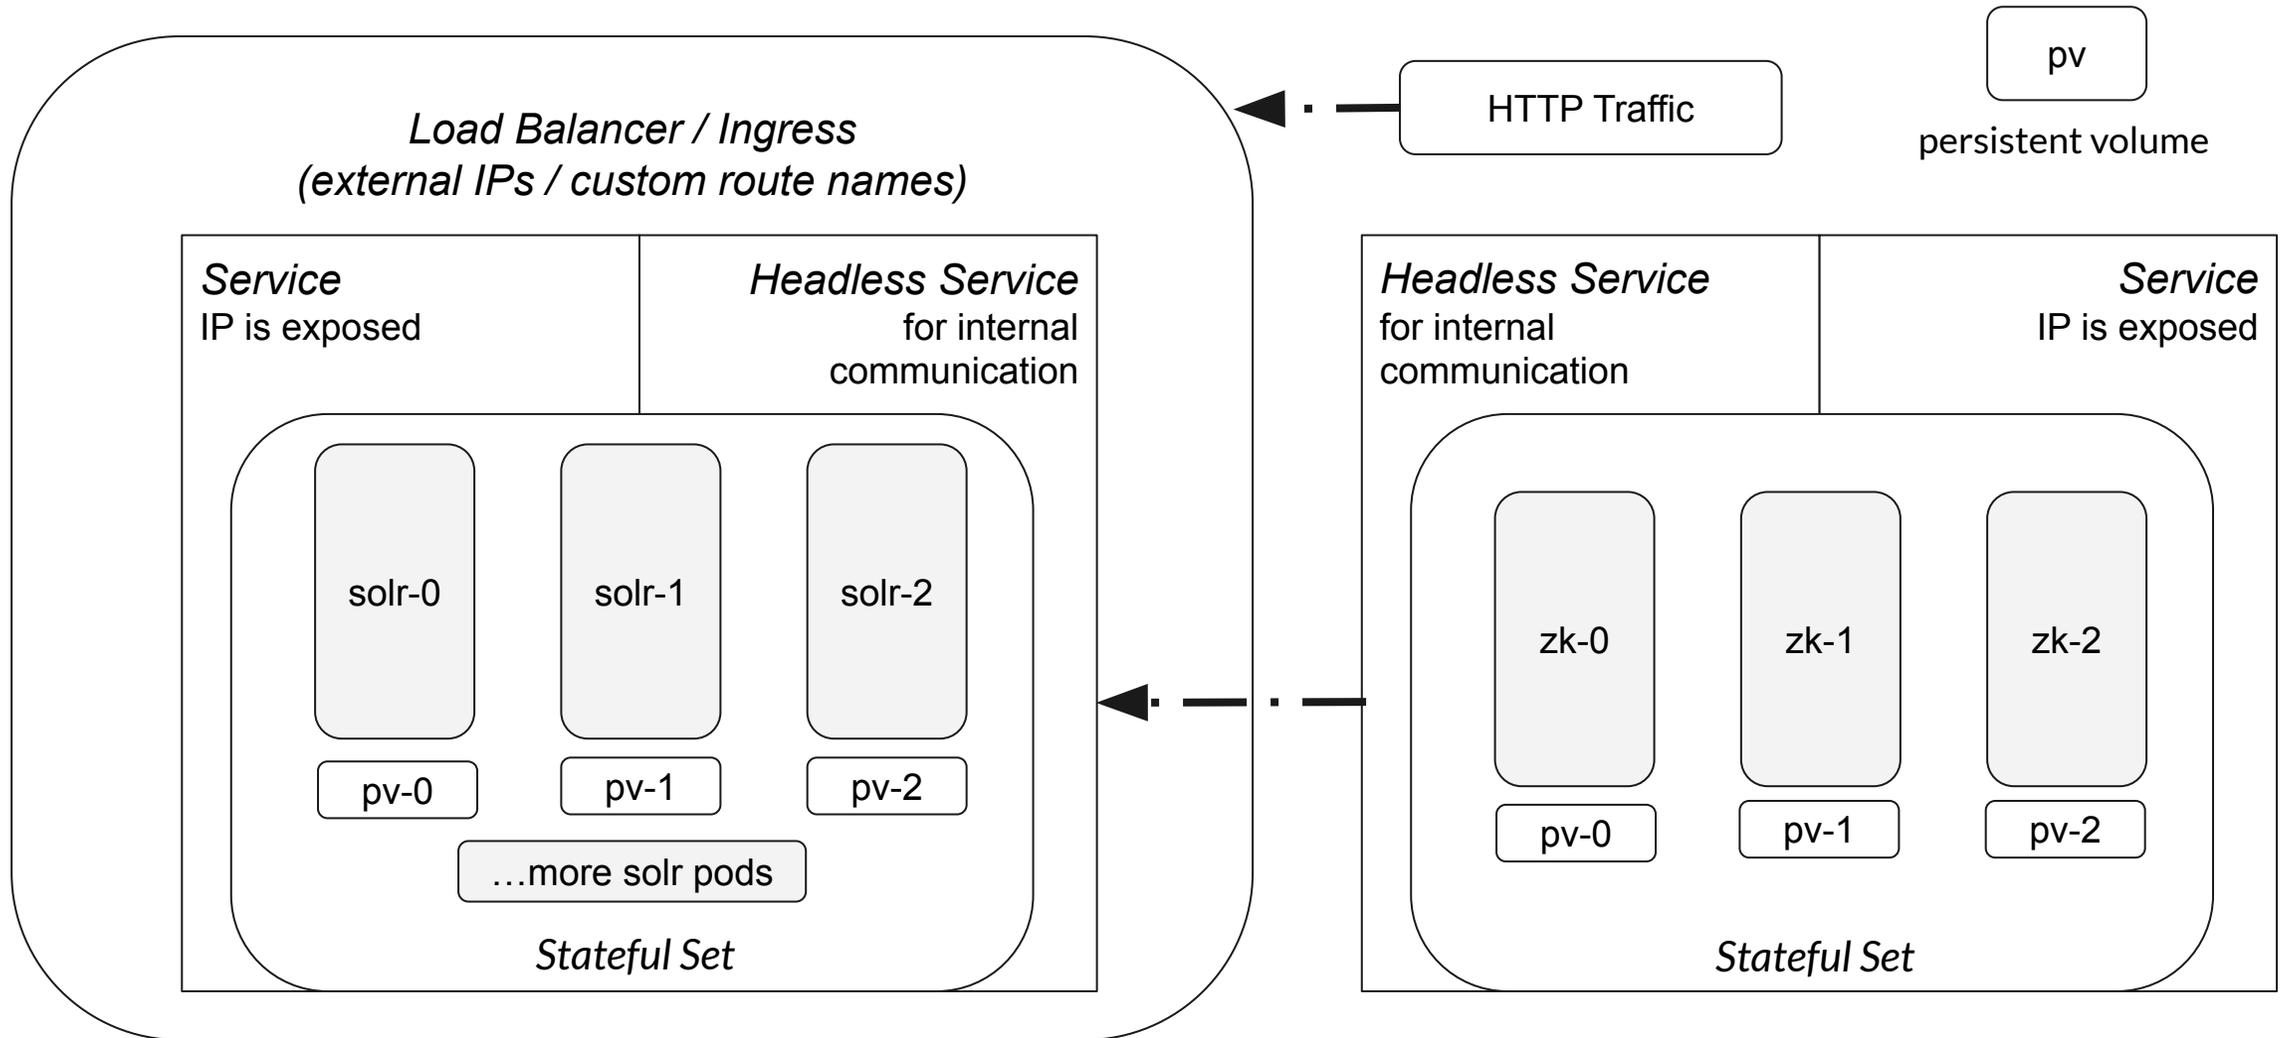 Load Balancer / Ingress
(external IPs / custom route names)
HTTP Traffic
pv
persistent volume
Service
IP is exposed
Headless Service
for internal
communication
solr-0
solr-1
solr-2
pv-0
pv-1
pv-2
…more solr pods
Stateful Set
Headless Service
for internal
communication
Service
IP is exposed
zk-0
zk-1
zk-2
pv-0
pv-1
pv-2
Stateful Set